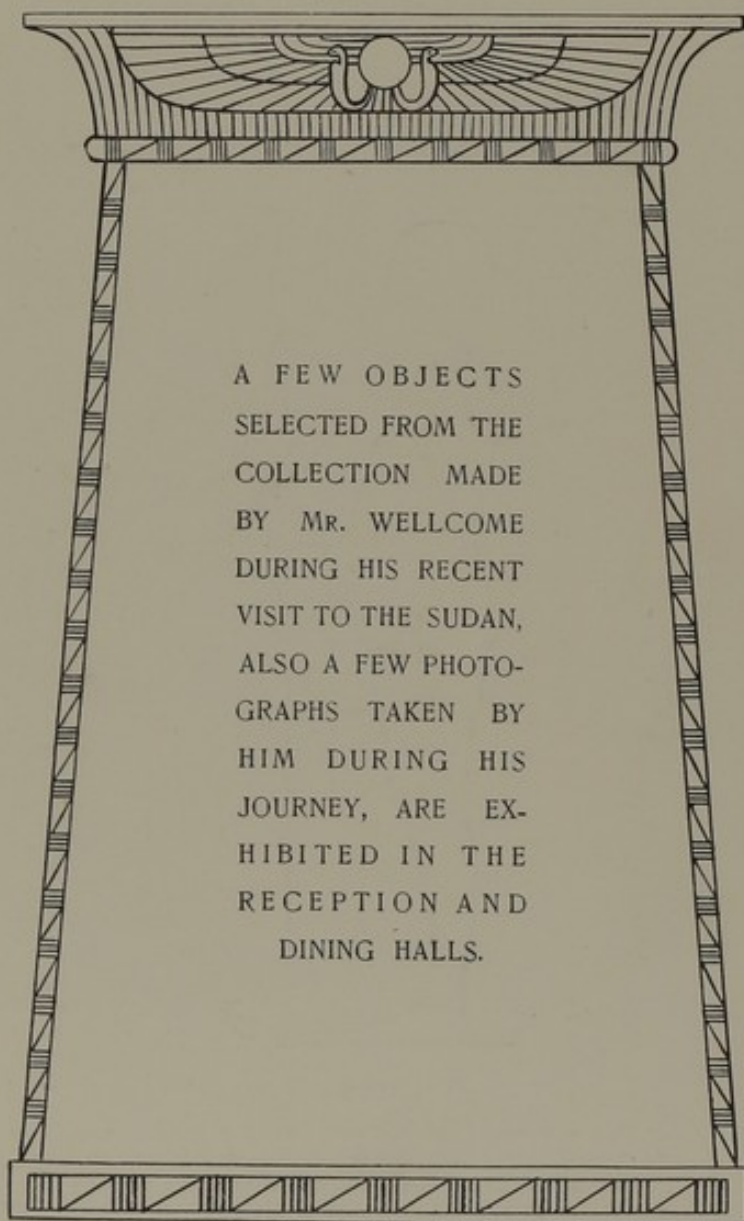 A FEW OBJECTS
SELECTED FROM THE
COLLECTION MADE
BY MR. WELLCOME
DURING HIS RECENT
VISIT TO THE SUDAN,
ALSO A FEW PHOTO-
GRAPHS TAKEN BY
HIM DURING HIS
JOURNEY, ARE EX-
HIBITED IN THE
RECEPTION AND
DINING HALLS.